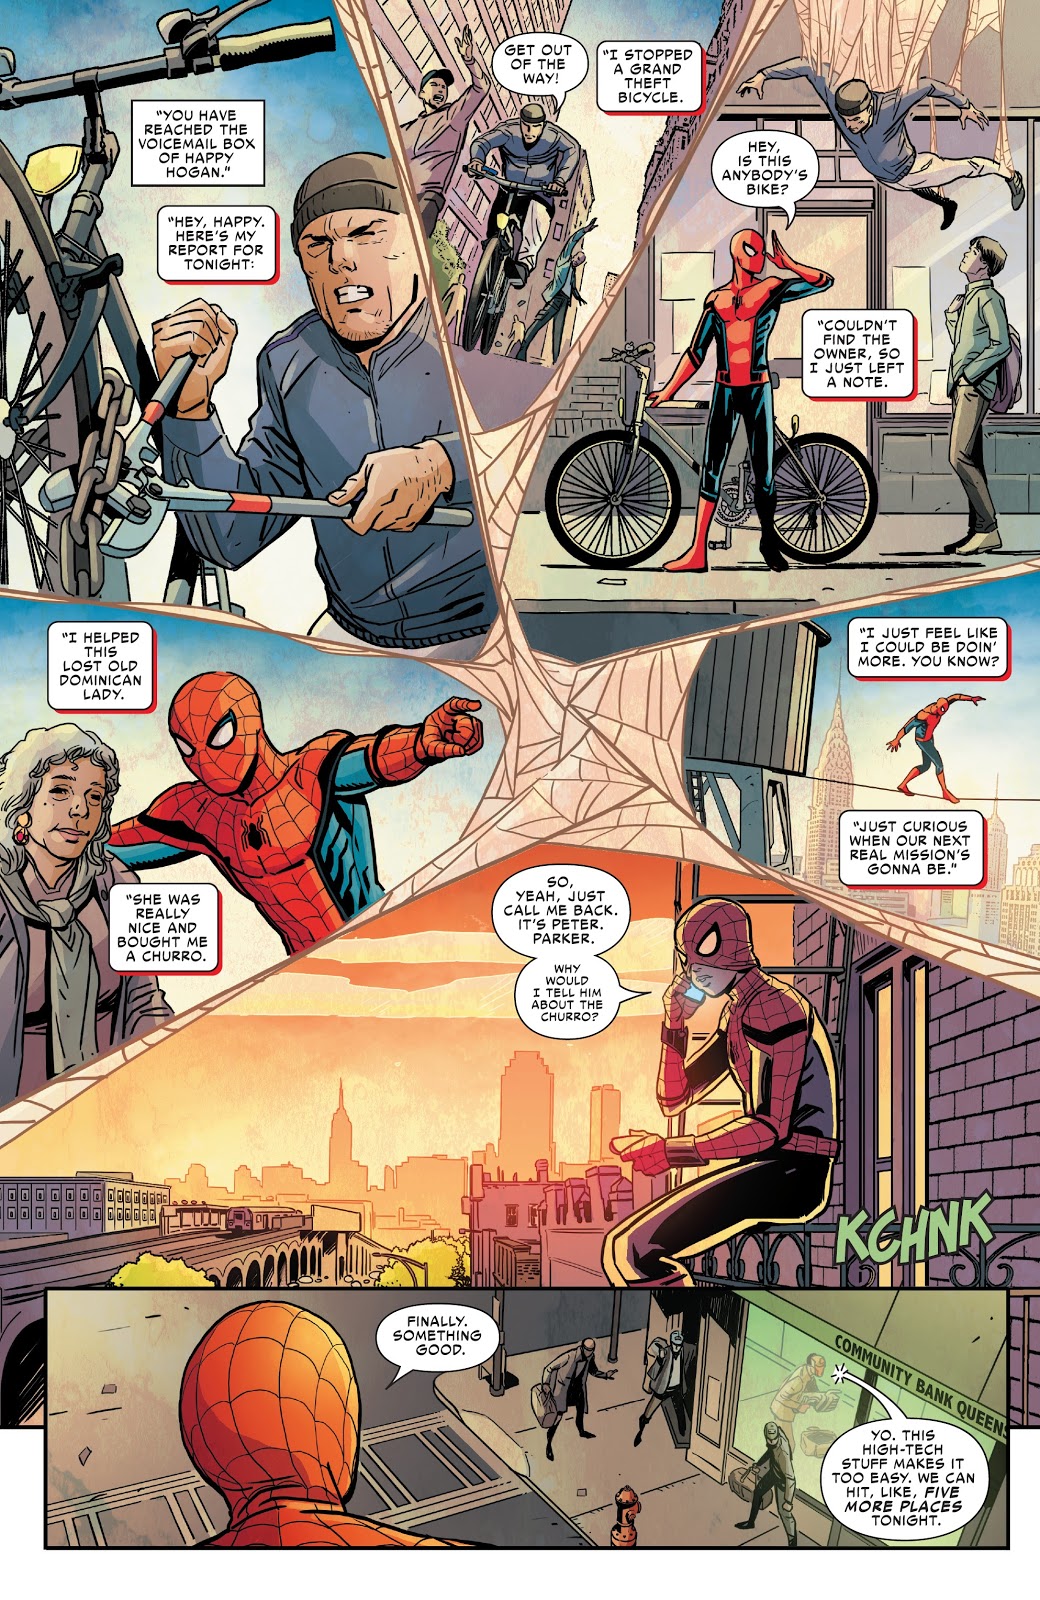 "YOU HAVE
REACHED THE
VOICEMAIL BOX
OF HAPPY
HOGAN."
"HEY, HAPPY.
HERE'S MY
REPORT FOR
TONIGHT:
GET OUT
OF THE
WAY!
"I STOPPED
A GRAND
THEFT
BICYCLE.
HEY,
IS THIS
ANYBODY'S
BIKE?
"COULDN'T
FIND THE
OWNER, SO
I JUST LEFT
A NOTE.
"I HELPED
THIS
LOST OLD
DOMINICAN
LADY.
"SHE WAS
REALLY
NICE AND
BOUGHT ME
A CHURRO.
"I JUST FEEL LIKE
I COULD BE DOIN'
MORE. YOU KNOW?
"JUST CURIOUS
WHEN OUR NEXT
REAL MISSION'S
GONNA BE."
SO,
YEAH, JUST
CALL ME BACK.
IT'S PETER.
PARKER.
WHY
WOULD
I TELL HIM
ABOUT THE
CHURRO?
KCHNK
FINALLY.
SOMETHING
GOOD.
COMMUNITY BANK QUEENS
YO. THIS
HIGH-TECH
STUFF MAKES IT
TOO EASY. WE CAN
HIT, LIKE, FIVE
MORE PLACES
TONIGHT.